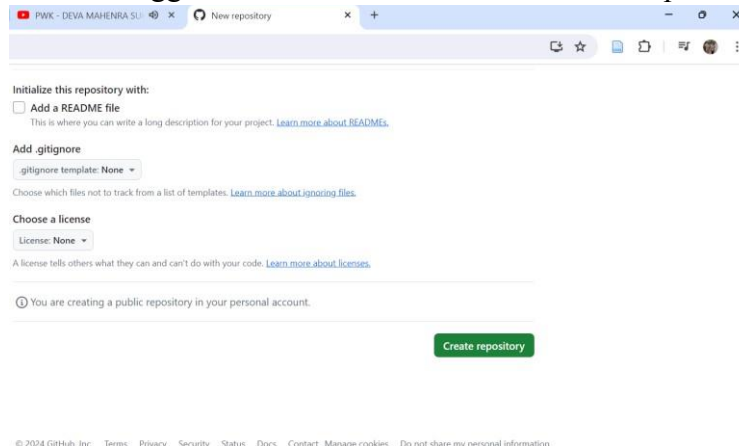 PWK - DEVA MAHENRA SU
New repository
Initialize this repository with:
Add a README file
This is where you can write a long description for your project. Learn more about READMEs.
Add .gitignore
.gitignore template: None
Choose which files not to track from a list of templates. Learn more about ignoring files.
Choose a license
License: None
A license tells others what they can and can't do with your code. Learn more about licenses.
You are creating a public repository in your personal account.
Create repository
© 2024 GitHub, Inc. Terms Privacy Security Status Docs Contact Manage cookies Do not share my personal information